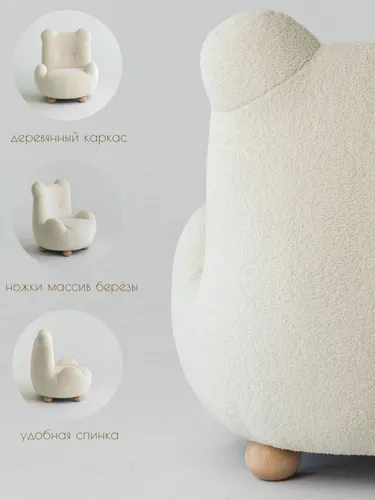 деревянный каркас
ножки массив берёзы
удобная спинка